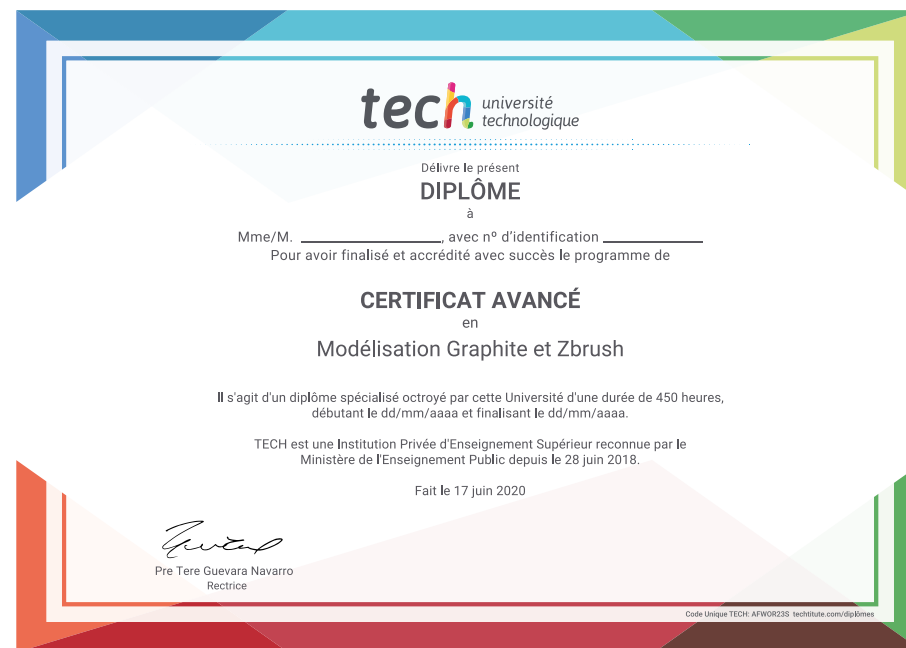 tech université
technologique
Délivre le présent
DIPLÔME
à
Mme/M. ____________________, avec nº d'identification ______________
Pour avoir finalisé et accrédité avec succès le programme de
CERTIFICAT AVANCÉ
en
Modélisation Graphite et Zbrush
Il s'agit d'un diplôme spécialisé octroyé par cette Université d'une durée de 450 heures,
débutant le dd/mm/aaaa et finalisant le dd/mm/aaaa.
TECH est une Institution Privée d'Enseignement Supérieur reconnue par le
Ministère de l'Enseignement Public depuis le 28 juin 2018.
Fait le 17 juin 2020
Pre Tere Guevara Navarro
Rectrice
Code Unique TECH: AFWOR23S techtitute.com/diplômes